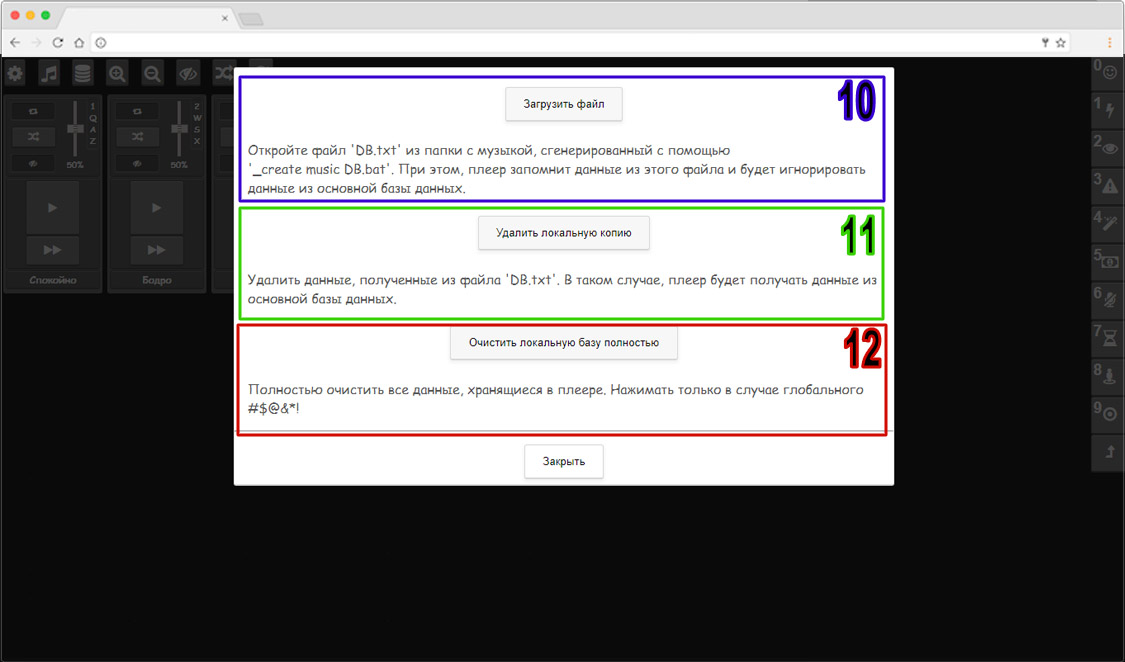 0
1
Q
A
Z
50%
Спокойно
2
W
S
X
50%
Бодро
10
Загрузить файл
Откройте файл 'DB.txt' из папки с музыкой, сгенерированный с помощью
'_create music DB.bat'. При этом, плеер запомнит данные из этого файла и будет игнорировать
данные из основной базы данных.
11
Удалить локальную копию
Удалить данные, полученные из файла 'DB.txt'. В таком случае, плеер будет получать данные из
основной базы данных.
12
Очистить локальную базу полностью
Полностью очистить все данные, хранящиеся в плеере. Нажимать только в случае глобального
#$@&*!
Закрыть
1
2
3
4
5
6
7
8
9